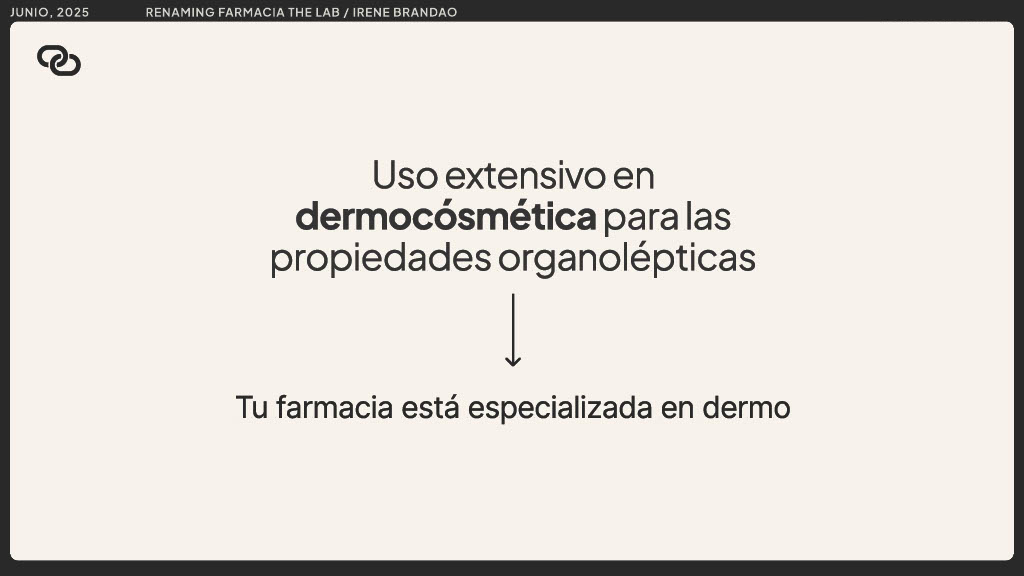 JUNIO, 2025 RENAMING FARMACIA THE LAB / IRENE BRANDAO
Uso extensivo en
dermocósmética para las
propiedades organolépticas
Tu farmacia está especializada en dermo